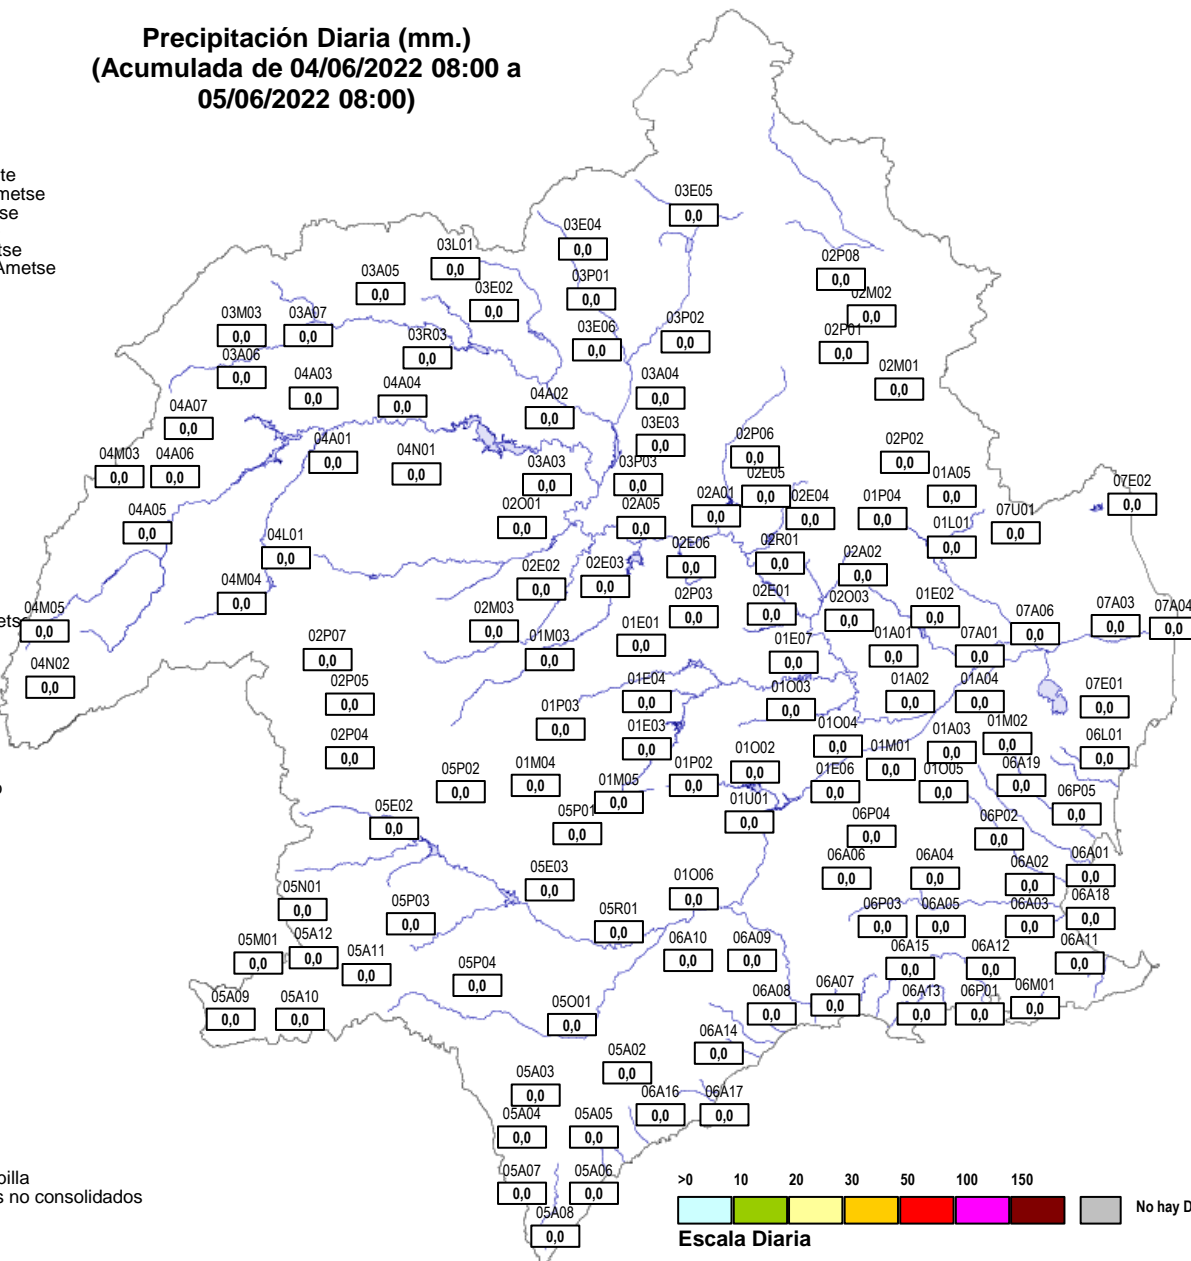 Precipitación Diaria (mm.)
(Acumulada de 04/06/2022 08:00 a
05/06/2022 08:00)
te
metse
se
tse
Ametse
03E05
0,0
03E04
0,0
03L01
0,0
02P08
0,0
03A05
0,0
03P01
0,0
03E02
0,0
02M02
0,0
03M03
0,0
03A07
0,0
03P02
0,0
03E06
0,0
02P01
0,0
03R03
0,0
03A06
0,0
04A03
0,0
04A04
0,0
03A04
0,0
02M01
0,0
04A02
0,0
04A07
0,0
03E03
0,0
02P06
0,0
04A01
0,0
04N01
0,0
02P02
0,0
04M03
0,0
04A06
0,0
03A03
0,0
03P03
0,0
02E05
0,0
01A05
0,0
07E02
0,0
02A01
0,0
02E04
0,0
01P04
0,0
04A05
0,0
02O01
0,0
02A05
0,0
07U01
0,0
01L01
0,0
04L01
0,0
02E06
0,0
02R01
0,0
02A02
0,0
02E02
0,0
02E03
0,0
04M04
0,0
04M05
0,0
ets
02M03
0,0
02P03
0,0
02E01
0,0
02O03
0,0
01E02
0,0
07A06
0,0
07A03
0,0
07A04
0,0
02P07
0,0
01M03
0,0
01E01
0,0
01E07
0,0
01A01
0,0
07A01
0,0
04N02
0,0
02P05
0,0
01E04
0,0
01O03
0,0
01A02
0,0
01A04
0,0
07E01
0,0
01P03
0,0
02P04
0,0
01E03
0,0
01O04
0,0
01A03
0,0
01M02
0,0
06L01
0,0
05P02
0,0
01M04
0,0
01M05
0,0
01P02
0,0
01O02
0,0
01E06
0,0
01M01
0,0
01O05
0,0
06A19
0,0
05E02
0,0
05P01
0,0
01U01
0,0
06P04
0,0
06P02
0,0
06P05
0,0
05E03
0,0
01O06
0,0
06A06
0,0
06A04
0,0
06A02
0,0
06A01
0,0
05N01
0,0
05P03
0,0
05R01
0,0
06P03
0,0
06A05
0,0
06A03
0,0
06A18
0,0
05M01
0,0
05A12
0,0
05A11
0,0
05P04
0,0
06A10
0,0
06A09
0,0
06A15
0,0
06A12
0,0
06A11
0,0
05A09
0,0
05A10
0,0
05O01
0,0
06A08
0,0
06A07
0,0
06A13
0,0
06P01
0,0
06M01
0,0
05A02
0,0
06A14
0,0
05A03
0,0
06A16
0,0
06A17
0,0
05A04
0,0
05A05
0,0
05A07
0,0
05A06
0,0
05A08
0,0
pilla
s no consolidados
>0 10 20 30 50 100 150
No hay D
Escala Diaria